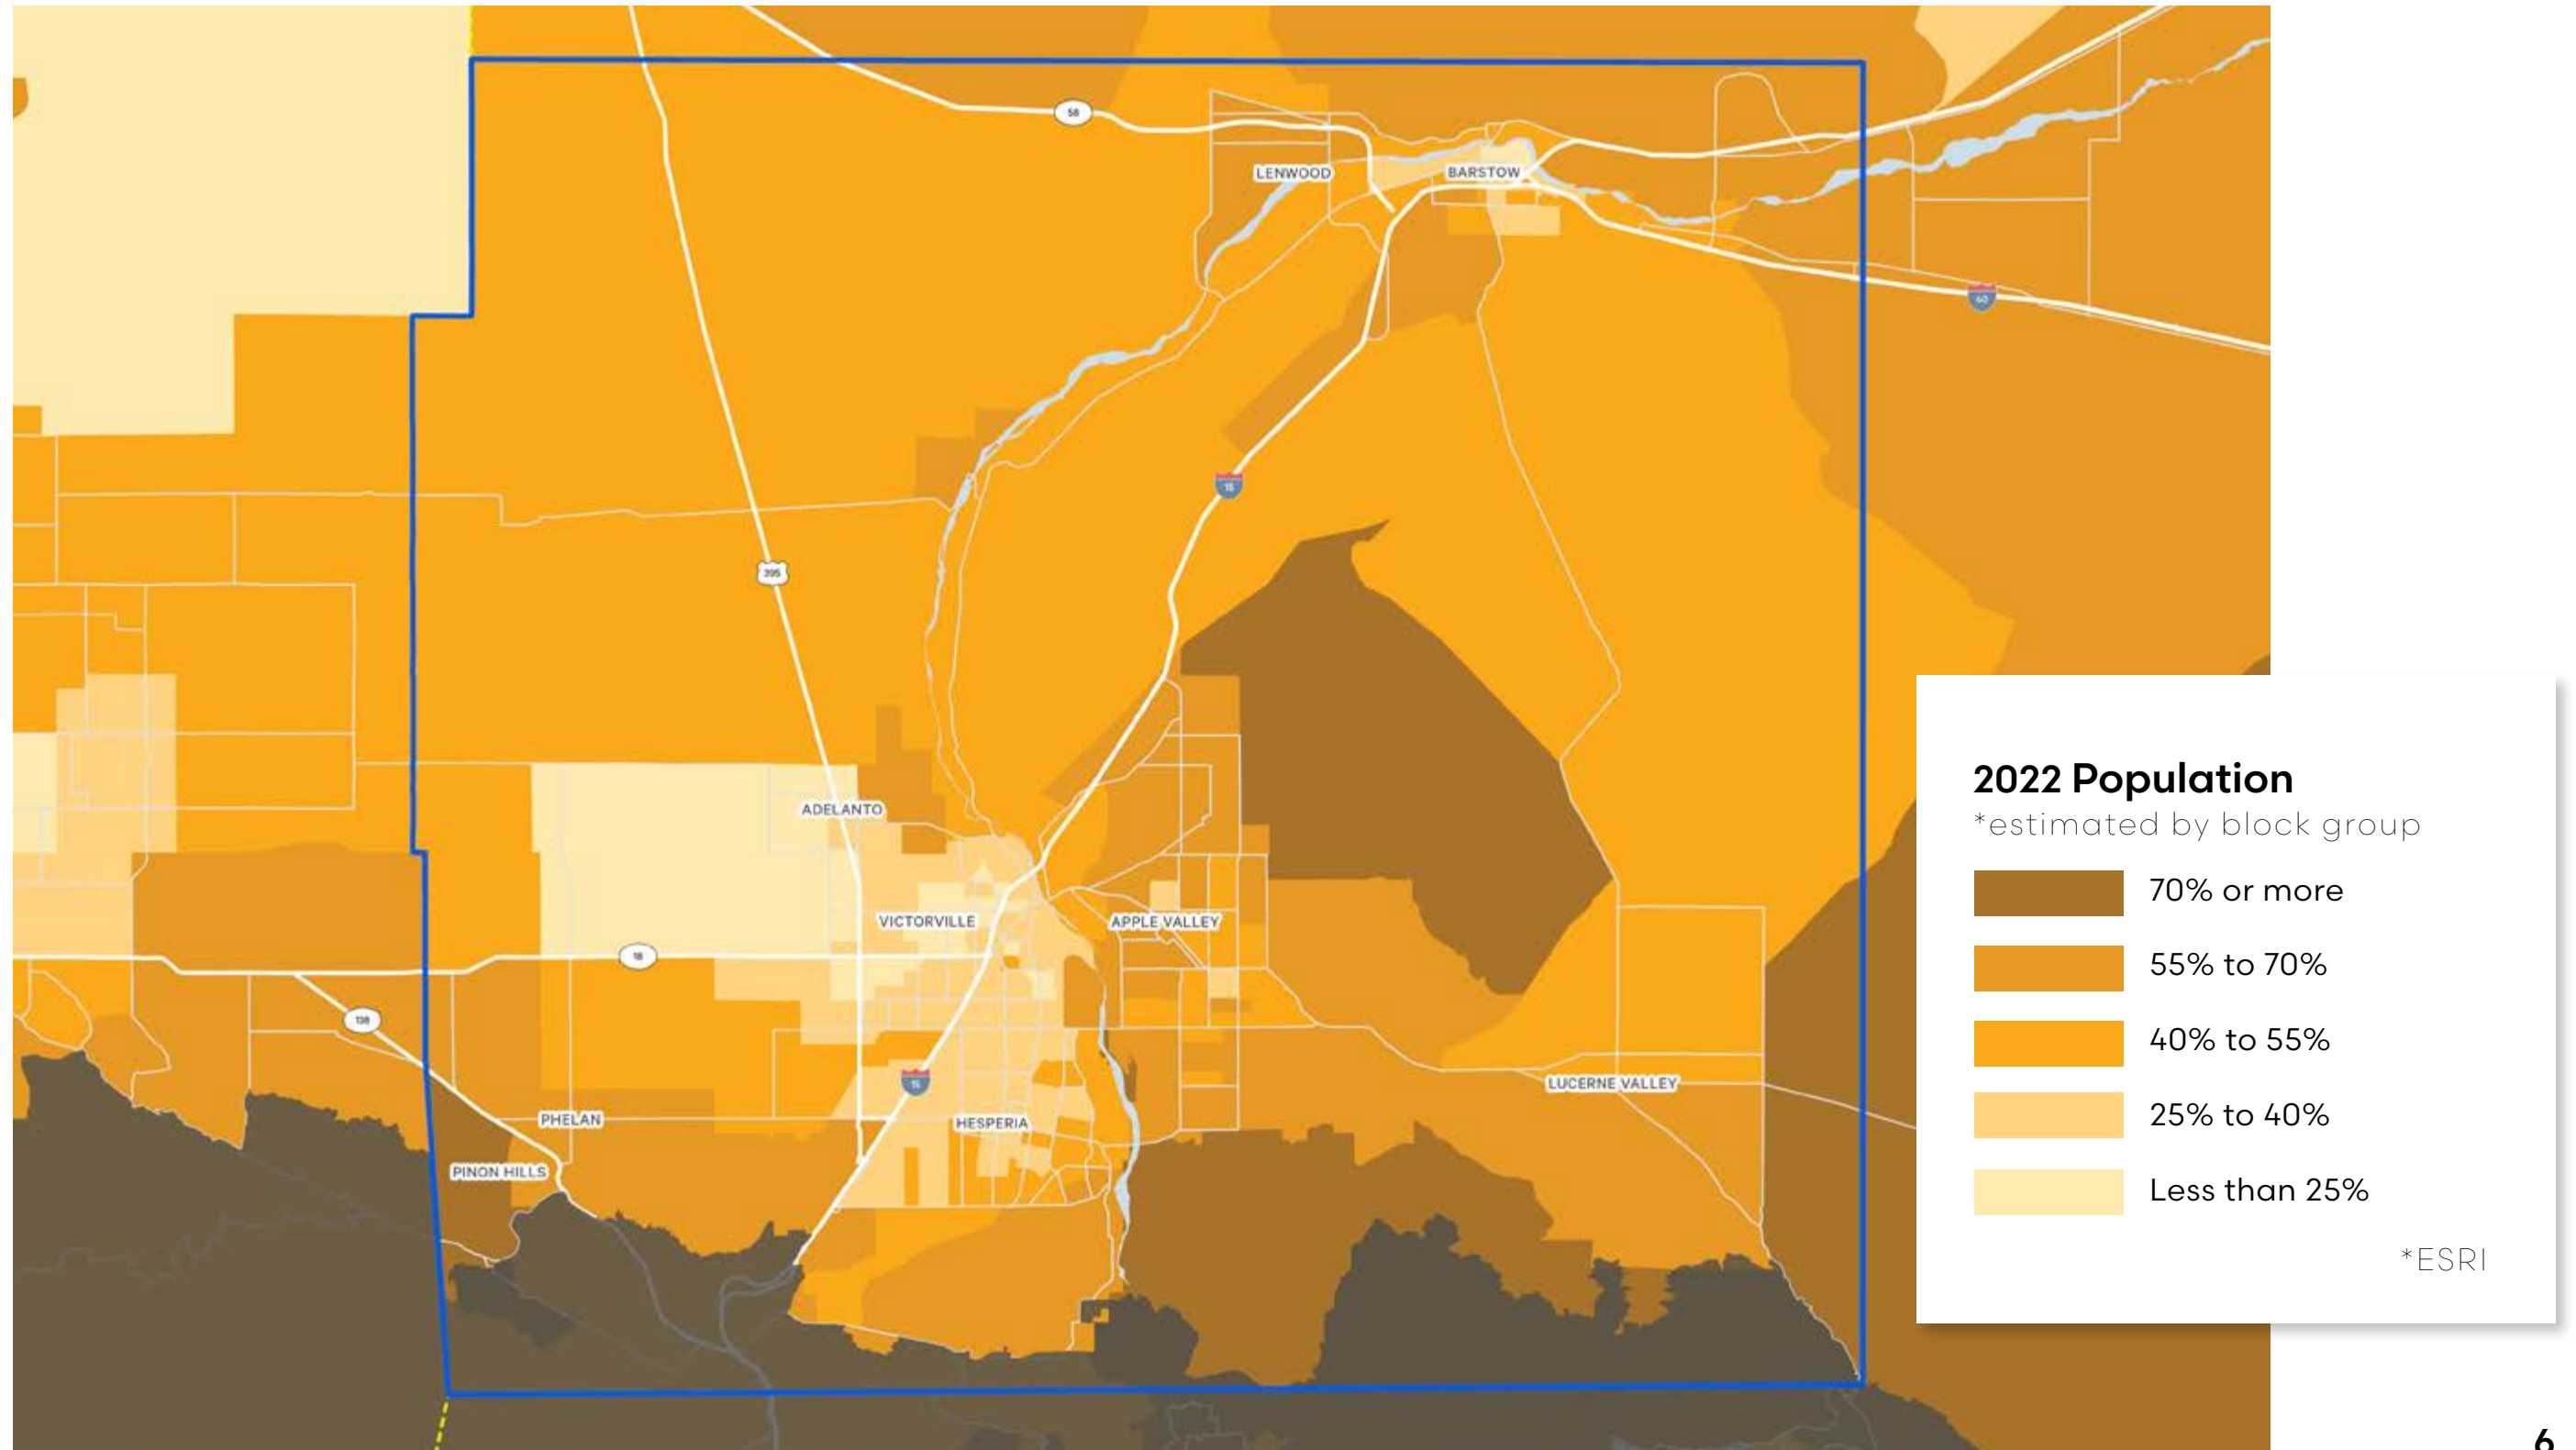 58
LENWOOD
BARSTOW
40
15
395
ADELANTO
VICTORVILLE
APPLE VALLEY
18
138
15
LUCERNE VALLEY
PHELAN
HESPERIA
PINON HILLS
2022 Population
*estimated by block group
70% or more
55% to 70%
40% to 55%
25% to 40%
Less than 25%
*ESRI
6